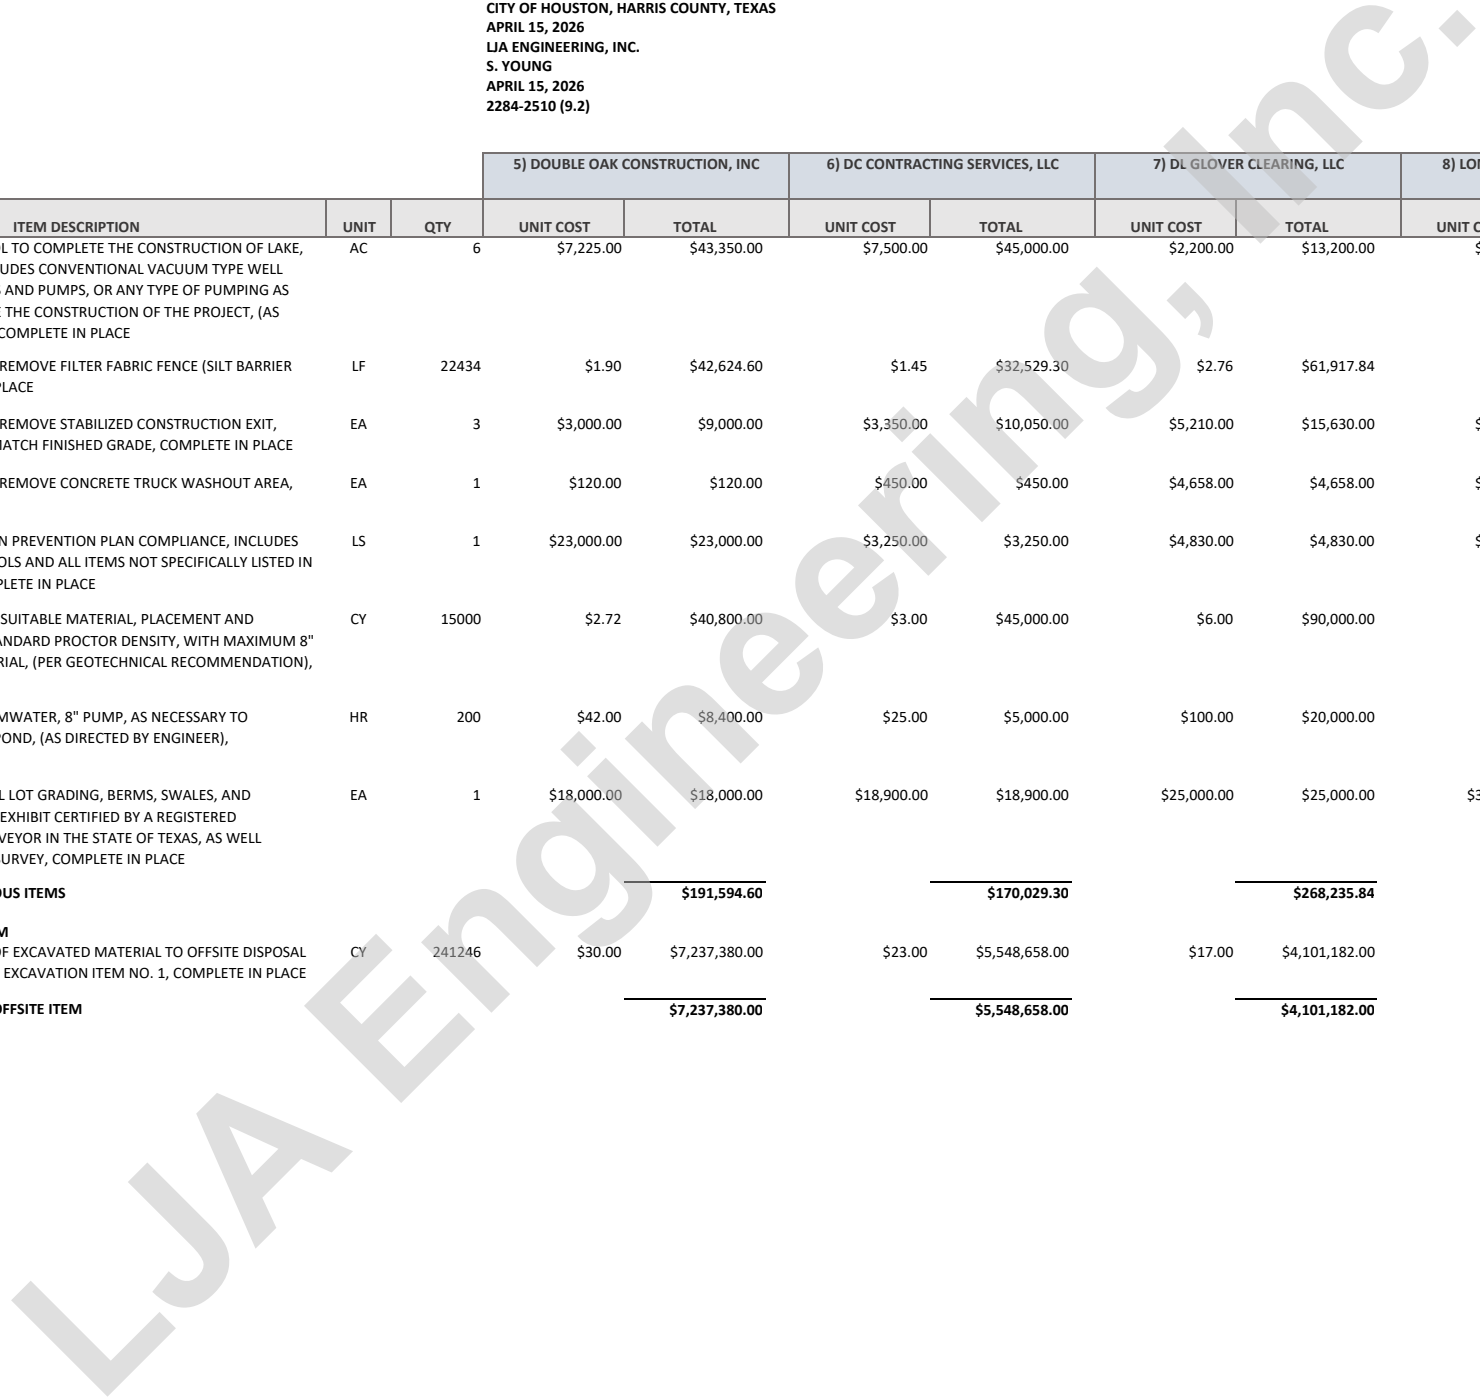 CITY OF HOUSTON, HARRIS COUNTY, TEXAS
APRIL 15, 2026
LJA ENGINEERING, INC.
S. YOUNG
APRIL 15, 2026
2284-2510 (9.2)
5) DOUBLE OAK CONSTRUCTION, INC 6) DC CONTRACTING SERVICES, LLC 7) DL GLOVER CLEARING, LLC 8)
ITEM DESCRIPTION UNIT QTY UNIT COST TOTAL UNIT COST TOTAL UNIT COST TOTAL UNIT
TO COMPLETE THE CONSTRUCTION OF LAKE, AC 6 $7,225.00 $43,350.00 $7,500.00 $45,000.00 $2,200.00 $13,200.00
CONVENTIONAL VACUUM TYPE WELL
AND PUMPS, OR ANY TYPE OF PUMPING AS
THE CONSTRUCTION OF THE PROJECT, (AS
COMPLETE IN PLACE
REMOVE FILTER FABRIC FENCE (SILT BARRIER LF 22434 $1.90 $42,624.60 $1.45 $32,529.30 $2.76 $61,917.84
PLACE
REMOVE STABILIZED CONSTRUCTION EXIT, EA 3 $3,000.00 $9,000.00 $3,350.00 $10,050.00 $5,210.00 $15,630.00
MATCH FINISHED GRADE, COMPLETE IN PLACE
REMOVE CONCRETE TRUCK WASHOUT AREA, EA 1 $120.00 $120.00 $450.00 $450.00 $4,658.00 $4,658.00
PREVENTION PLAN COMPLIANCE, INCLUDES LS 1 $23,000.00 $23,000.00 $3,250.00 $3,250.00 $4,830.00 $4,830.00
AND ALL ITEMS NOT SPECIFICALLY LISTED IN
IN PLACE
SUITABLE MATERIAL, PLACEMENT AND CY 15000 $2.72 $40,800.00 $3.00 $45,000.00 $6.00 $90,000.00
PROCTOR DENSITY, WITH MAXIMUM 8"
(PER GEOTECHNICAL RECOMMENDATION),
8" PUMP, AS NECESSARY TO HR 200 $42.00 $8,400.00 $25.00 $5,000.00 $100.00 $20,000.00
POND, (AS DIRECTED BY ENGINEER),
LOT GRADING, BERMS, SWALES, AND EA 1 $18,000.00 $18,000.00 $18,900.00 $18,900.00 $25,000.00 $25,000.00
EXHIBIT CERTIFIED BY A REGISTERED
IN THE STATE OF TEXAS, AS WELL
SURVEY, COMPLETE IN PLACE
ITEMS $191,594.60 $170,029.30 $268,235.84
OF EXCAVATED MATERIAL TO OFFSITE DISPOSAL CY 241246 $30.00 $7,237,380.00 $23.00 $5,548,658.00 $17.00 $4,101,182.00
EXCAVATION ITEM NO. 1, COMPLETE IN PLACE
OFFSITE ITEM $7,237,380.00 $5,548,658.00 $4,101,182.00
LJA Engineering, Inc.